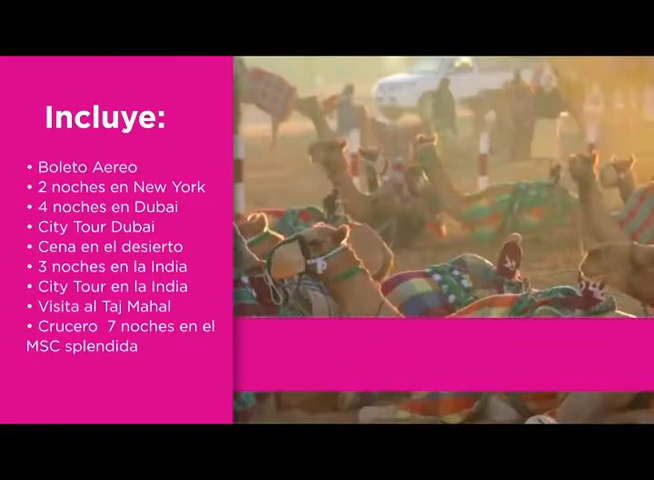 Incluye:
• Boleto Aereo
• 2 noches en New York
• 4 noches en Dubai
• City Tour Dubai
• Cena en el desierto
• 3 noches en la India
• City Tour en la India
• Visita al Taj Mahal
• Crucero  7 noches en el
MSC splendida